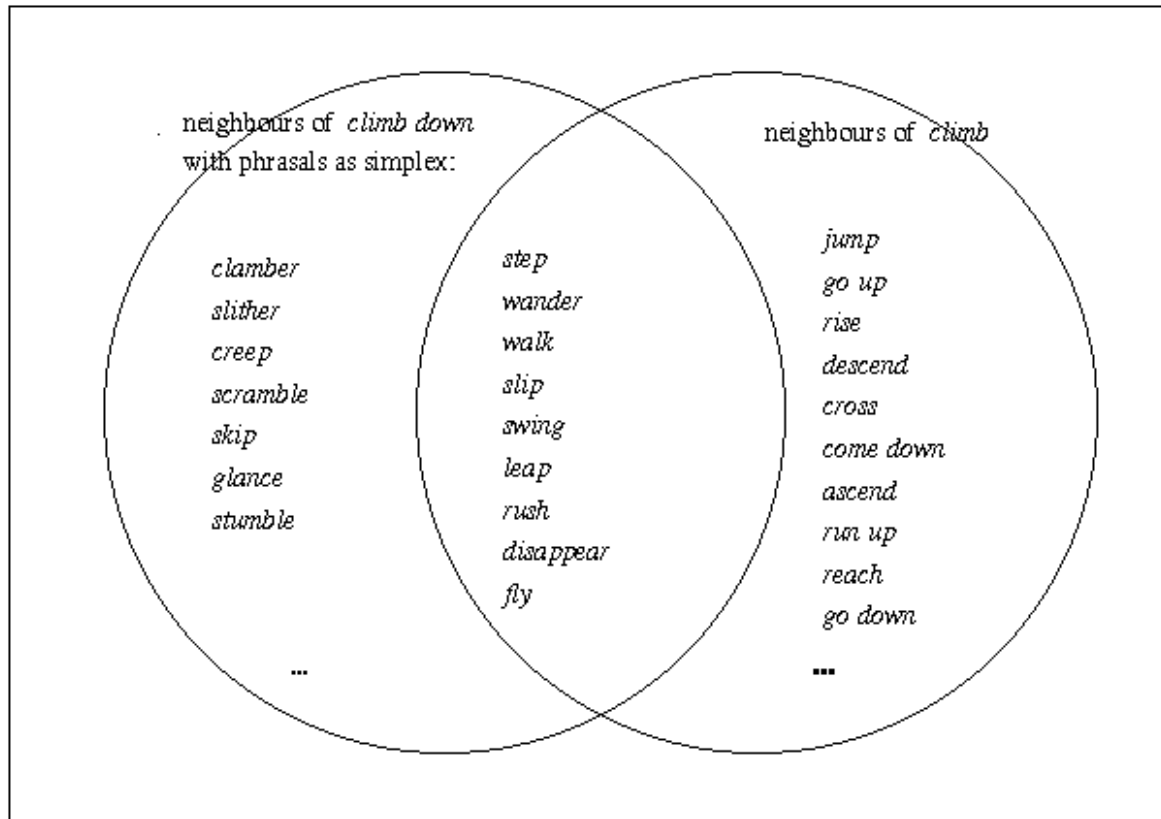 neighbours of climb down
with phrasals as simplex:
clamber
slither
creep
scramble
skip
glance
stumble
...
step
wander
walk
slip
swing
leap
rush
disappear
fly
neighbours of climb
jump
go up
rise
descend
cross
come down
ascend
run up
reach
go down
...